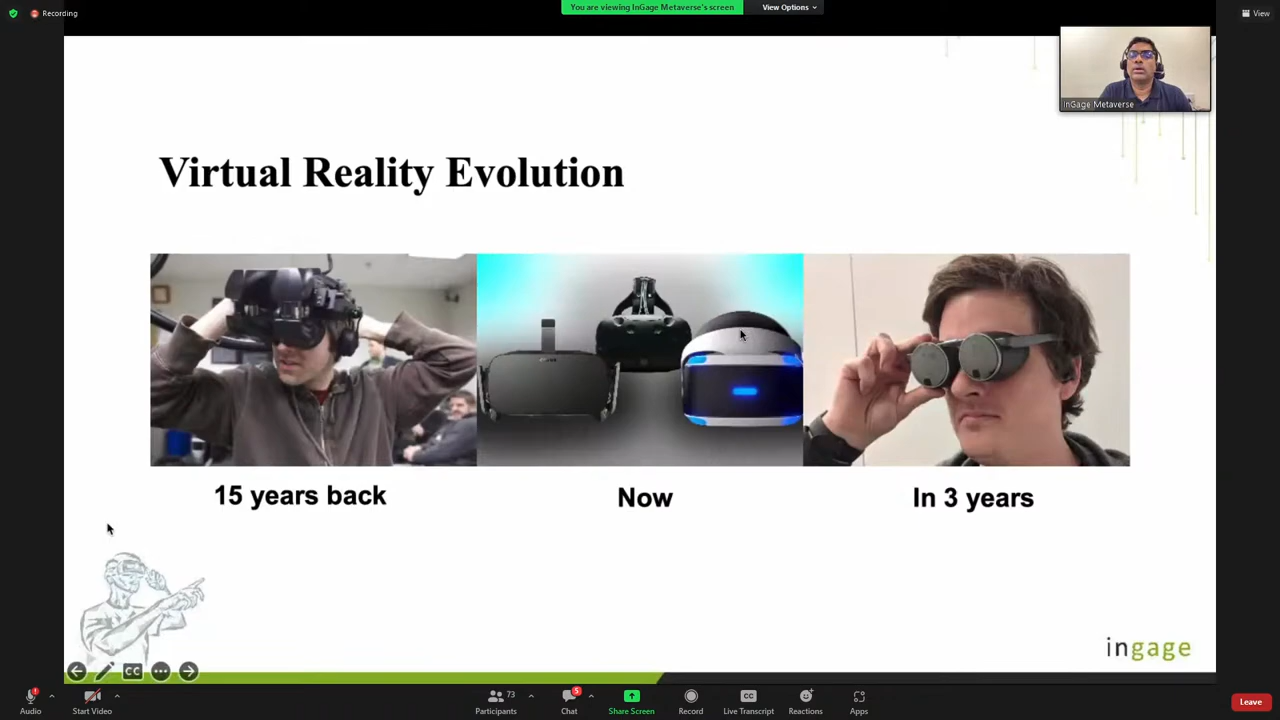 Recording
You are viewing InGage Metaverse's screen
View Options
View
InGage Metaverse
Virtual Reality Evolution
15 years back
Now
In 3 years
ingage
CC
Audio
Start Video
Participants
73
Chat
5
Share Screen
Record
CC
Live Transcript
Reactions
Apps
Leave